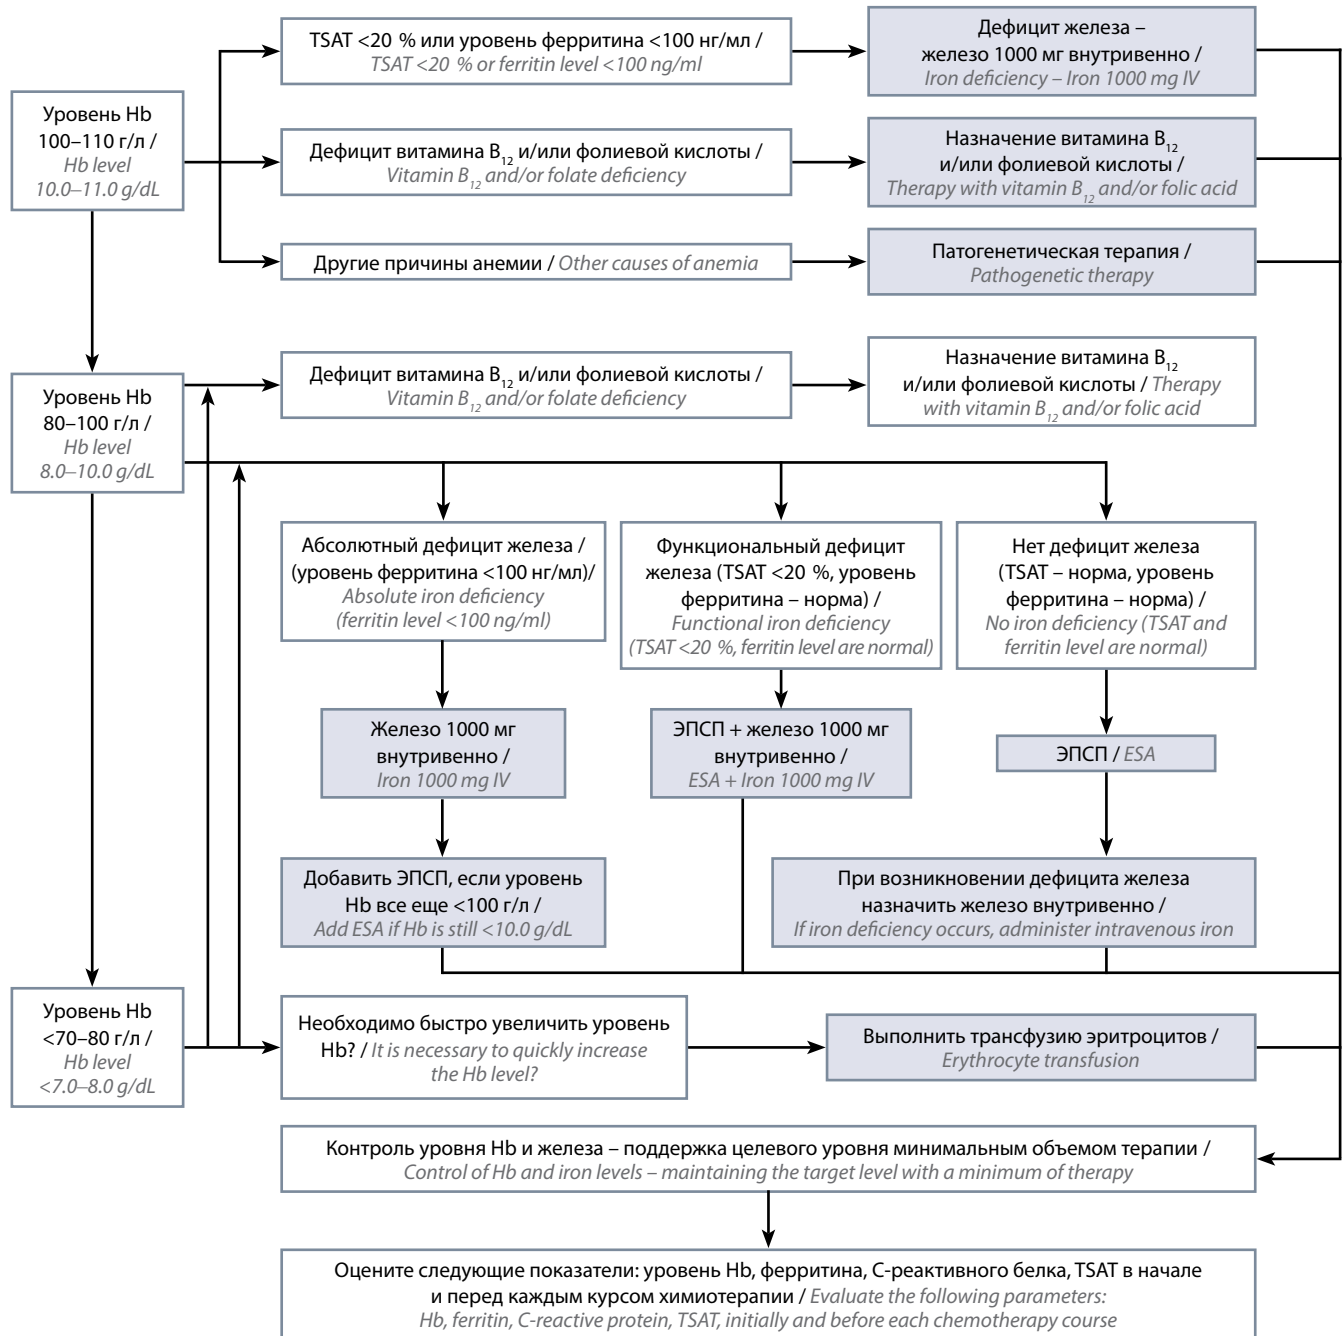 TSAT <20 % или уровень ферритина <100 нг/мл /
TSAT <20 % or ferritin level <100 ng/ml
Дефицит железа –
железо 1000 мг внутривенно /
Iron deficiency – Iron 1000 mg IV
Уровень Hb
100–110 г/л /
Hb level
10.0–11.0 g/dL
Дефицит витамина B12 и/или фолиевой кислоты /
Vitamin B12 and/or folate deficiency
Назначение витамина B12
и/или фолиевой кислоты /
Therapy with vitamin B12 and/or folic acid
Другие причины анемии / Other causes of anemia
Патогенетическая терапия /
Pathogenetic therapy
Уровень Hb
80–100 г/л /
Hb level
8.0–10.0 g/dL
Дефицит витамина B12 и/или фолиевой кислоты /
Vitamin B12 and/or folate deficiency
Назначение витамина B12
и/или фолиевой кислоты / Therapy
with vitamin B12 and/or folic acid
Абсолютный дефицит железа /
(уровень ферритина <100 нг/мл)/
Absolute iron deficiency
(ferritin level <100 ng/ml)
Функциональный дефицит
железа (TSAT <20 %, уровень
ферритина – норма) /
Functional iron deficiency
(TSAT <20 %, ferritin level are normal)
Нет дефицит железа
(TSAT – норма, уровень
ферритина – норма) /
No iron deficiency (TSAT and
ferritin level are normal)
Железо 1000 мг
внутривенно /
Iron 1000 mg IV
ЭПСП + железо 1000 мг
внутривенно /
ESA + Iron 1000 mg IV
ЭПСП / ESA
Добавить ЭПСП, если уровень
Hb все еще <100 г/л /
Add ESA if Hb is still <10.0 g/dL
При возникновении дефицита железа
назначить железо внутривенно /
If iron deficiency occurs, administer intravenous iron
Уровень Hb
<70–80 г/л /
Hb level
<7.0–8.0 g/dL
Необходимо быстро увеличить уровень
Hb? / It is necessary to quickly increase
the Hb level?
Выполнить трансфузию эритроцитов /
Erythrocyte transfusion
Контроль уровня Hb и железа – поддержка целевого уровня минимальным объемом терапии /
Control of Hb and iron levels – maintaining the target level with a minimum of therapy
Оцените следующие показатели: уровень Hb, ферритина, С-реактивного белка, TSAT в начале
и перед каждым курсом химиотерапии / Evaluate the following parameters:
Hb, ferritin, C-reactive protein, TSAT, initially and before each chemotherapy course